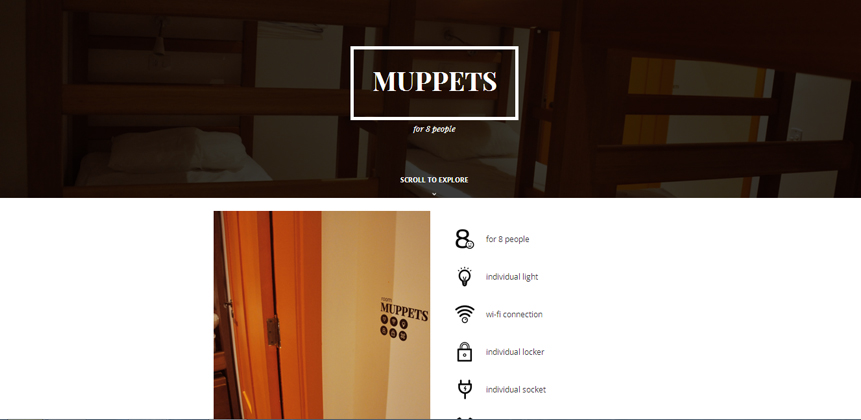 MUPPETS
for 8 people
SCROLL TO EXPLORE
8
for 8 people
individual light
wi-fi connection
MUPPETS
individual locker
individual socket